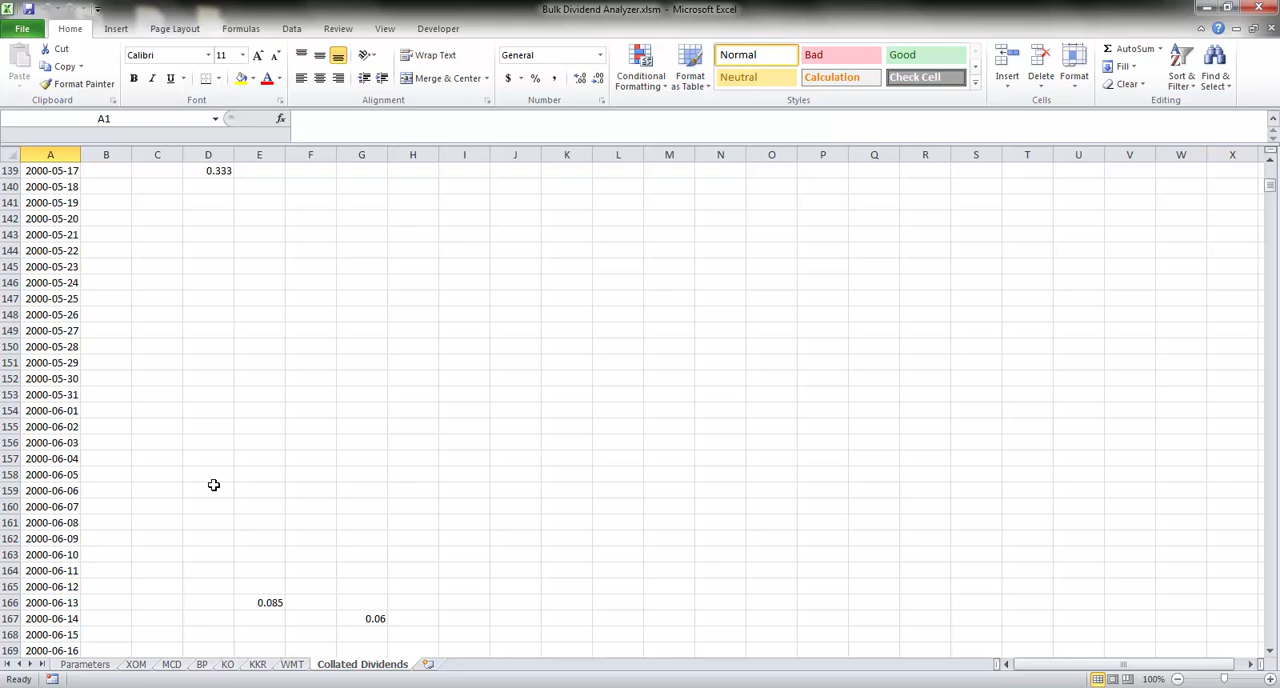 Bulk Dividend Analyzer.xlsm - Microsoft Excel
File Home Insert Page Layout Formulas Data Review View Developer
Paste Cut Calibri 11 Wrap Text General Conditional Formatting Format as Table Normal Bad Good Insert Delete Format AutoSum Sort & Filter Find & Select
Copy Fill
Format Painter Merge & Center Neutral Calculation Check Cell Clear
Clipboard Font Alignment Number Styles Cells Editing
A1 fx
A B C D E F G H I J K L M N O P Q R S T U V W X
139 2000-05-17 0.333
140 2000-05-18
141 2000-05-19
142 2000-05-20
143 2000-05-21
144 2000-05-22
145 2000-05-23
146 2000-05-24
147 2000-05-25
148 2000-05-26
149 2000-05-27
150 2000-05-28
151 2000-05-29
152 2000-05-30
153 2000-05-31
154 2000-06-01
155 2000-06-02
156 2000-06-03
157 2000-06-04
158 2000-06-05
159 2000-06-06
160 2000-06-07
161 2000-06-08
162 2000-06-09
163 2000-06-10
164 2000-06-11
165 2000-06-12
166 2000-06-13 0.085
167 2000-06-14 0.06
168 2000-06-15
169 2000-06-16
Parameters XOM MCD BP KO KKR WMT Collated Dividends
Ready 100%